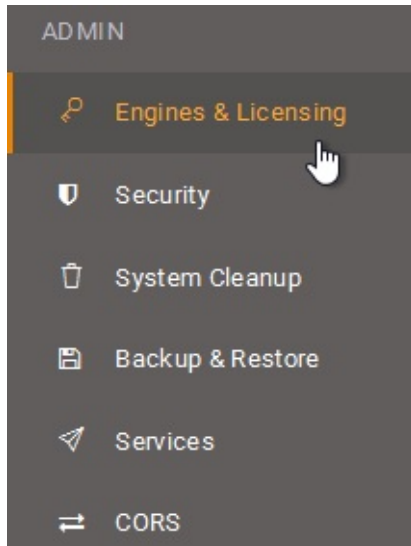 ADMIN
Engines & Licensing
Security
System Cleanup
Backup & Restore
Services
CORS